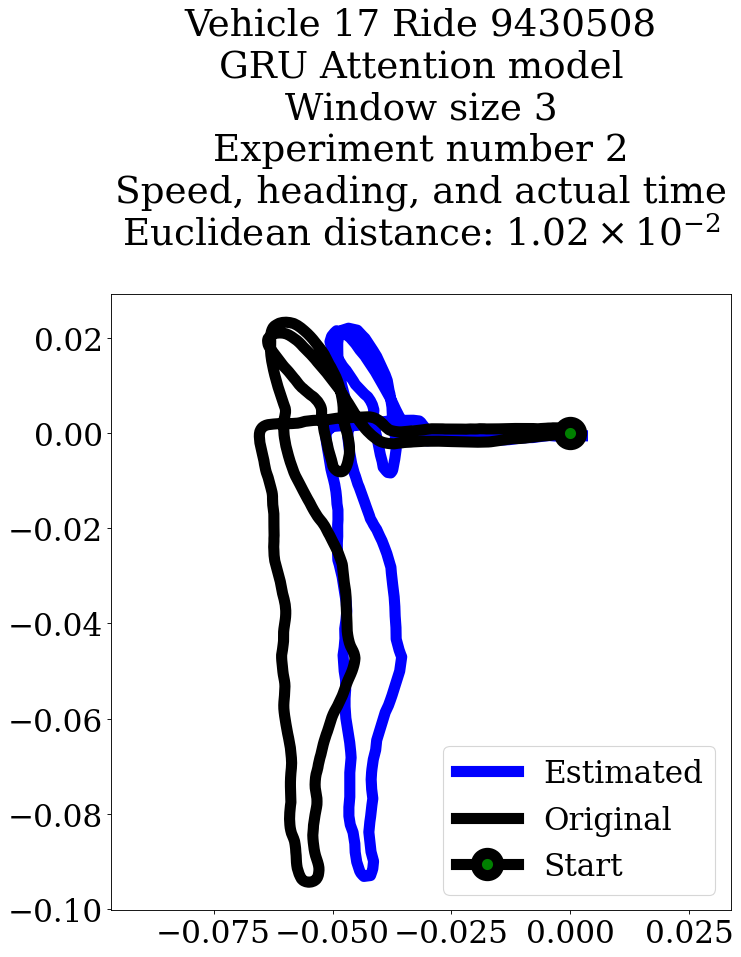 Vehicle 17 Ride 9430508
GRU Attention model
Window size 3
Experiment number 2
Speed, heading, and actual time
Euclidean distance: 1.02 × 10⁻²
0.02
0.00
−0.02
−0.04
−0.06
−0.08
−0.10
Estimated
Original
Start
−0.075 −0.050 −0.025 0.000 0.025